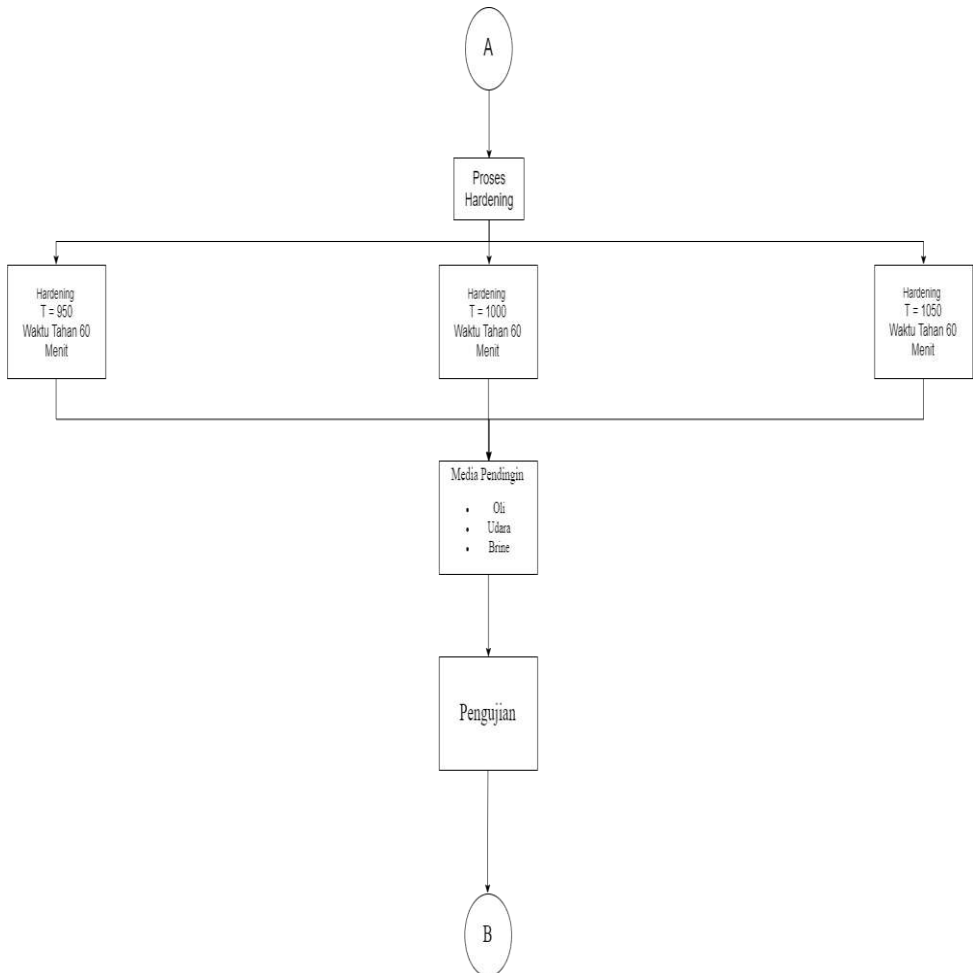 A
Proses
Hardening
Hardening
T = 950
Waktu Tahan 60
Menit
Hardening
T = 1000
Waktu Tahan 60
Menit
Hardening
T = 1050
Waktu Tahan 60
Menit
Media Pendingin
• Oli
• Udara
• Brine
Pengujian
B